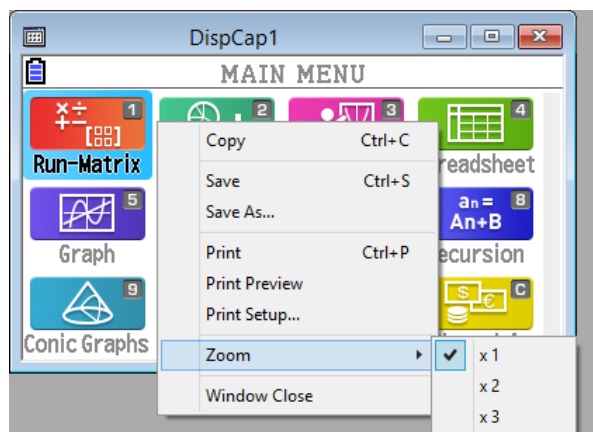 DispCap1
MAIN MENU
×÷ +− [88] 1
2
3
4
Run-Matrix
readsheet
Copy Ctrl+C
Save Ctrl+S
Save As...
Print Ctrl+P
Print Preview
Print Setup...
Zoom
Window Close
5
Graph
an= 8
An+B
ecursion
9
Conic Graphs
$ € C
x 1
x 2
x 3